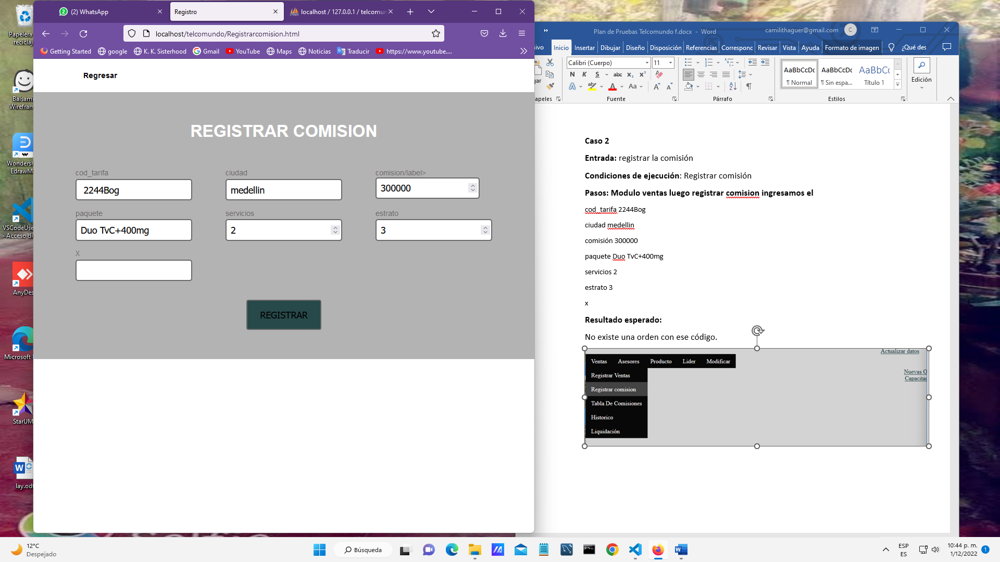 Papelera
reciclaj
Balsami
Wirefram
Wondersh
EdrawM
VSCodeUse
- Acceso di
AnyDes
Microsoft
StarUM
lay.od
(2) WhatsApp
Registro
localhost / 127.0.0.1 / telcomun
localhost/telcomundo/Registrarcomision.html
Getting Started
google
K. K. Sisterhood
Gmail
YouTube
Maps
Noticias
Traducir
https://www.youtube....
Regresar
REGISTRAR COMISION
cod_tarifa
ciudad
comision/label>
2244Bog
medellin
300000
paquete
servicios
estrato
Duo TvC+400mg
2
3
X
REGISTRAR
Plan de Pruebas Telcomundo f.docx - Word
camilithaguer@gmail.com
C
ivo
Inicio
Insertar
Dibujar
Diseño
Disposición
Referencias
Corresponc
Revisar
Vista
Ayuda
Formato de imagen
¿Qué des
gar
Calibri (Cuerpo)
11
N K S abc x₂ x²
A Aa
apeles
Fuente
Párrafo
AaBbCcDc
¶ Normal
AaBbCcDc
¶ Sin espa...
AaBbCc
Título 1
Estilos
Edición
Caso 2
Entrada: registrar la comisión
Condiciones de ejecución: Registrar comisión
Pasos: Modulo ventas luego registrar comision ingresamos el
cod_tarifa 2244Bog
ciudad medellin
comisión 300000
paquete Duo TvC+400mg
servicios 2
estrato 3
x
Resultado esperado:
No existe una orden con ese código.
Actualizar datos
Ventas
Asesores
Producto
Lider
Modificar
Registrar Ventas
Nuevas O
Capacitac
Registrar comision
Tabla De Comisiones
Historico
Liquidación
12°C
Despejado
Búsqueda
ESP
ES
10:44 p. m.
1/12/2022
1